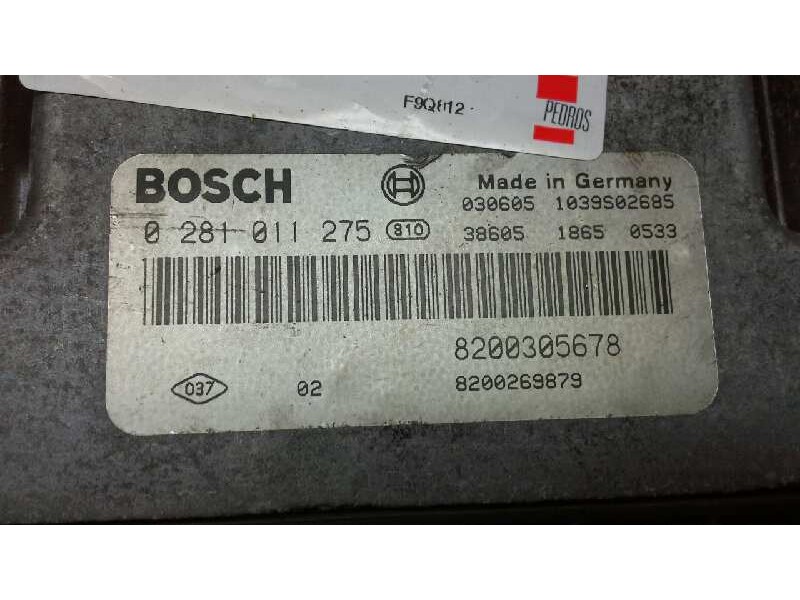 F9Q812
PEDROS
BOSCH
Made in Germany
030605 1039S02685
0 281 011 275 810 38605 1865 0533
8200305678
037 02 8200269879